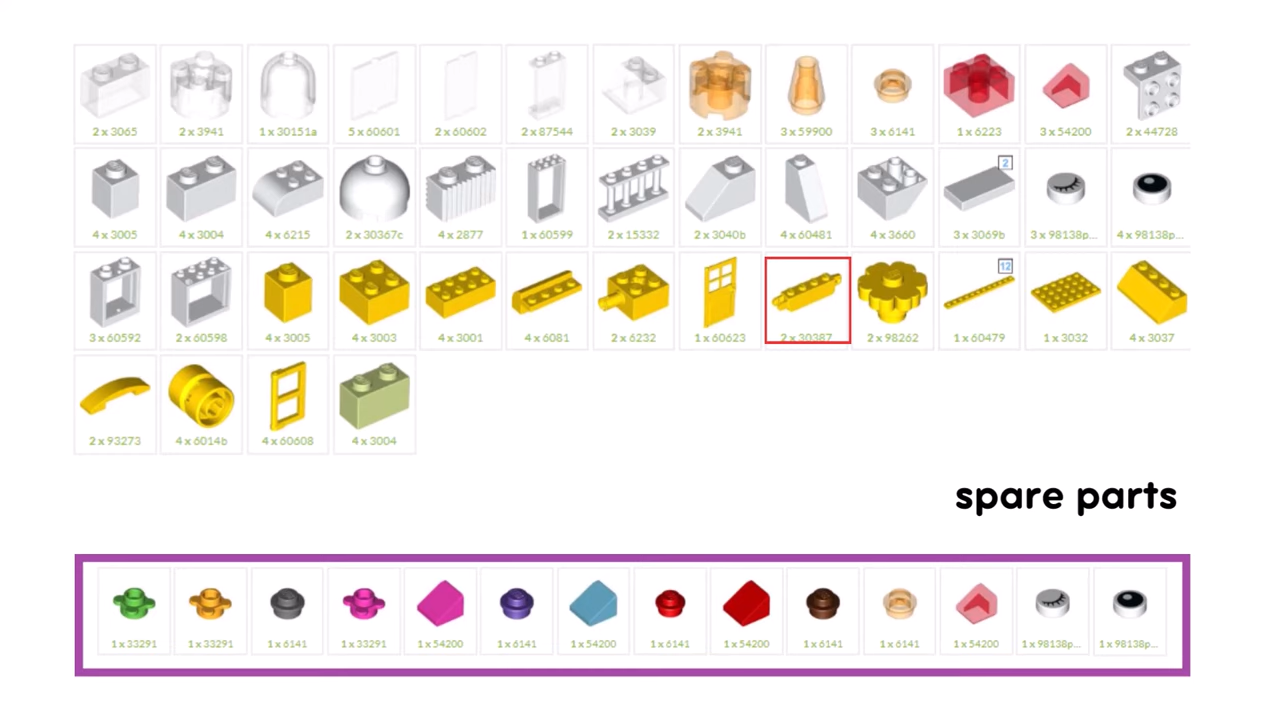 2 x 3065 2 x 3941 1 x 30151a 5 x 60601 2 x 60602 2 x 87544 2 x 3039 2 x 3941 3 x 59900 3 x 6141 1 x 6223 3 x 54200 2 x 44728
2
4 x 3005 4 x 3004 4 x 6215 2 x 30367c 4 x 2877 1 x 60599 2 x 15332 2 x 3040b 4 x 60481 4 x 3660 3 x 3069b 3 x 98138p... 4 x 98138p...
12
3 x 60592 2 x 60598 4 x 3005 4 x 3003 4 x 3001 4 x 6081 2 x 6232 1 x 60623 2 x 30387 2 x 98262 1 x 60479 1 x 3032 4 x 3037
2 x 93273 4 x 6014b 4 x 60608 4 x 3004
spare parts
1 x 33291 1 x 33291 1 x 6141 1 x 33291 1 x 54200 1 x 6141 1 x 54200 1 x 6141 1 x 54200 1 x 6141 1 x 6141 1 x 54200 1 x 98138p... 1 x 98138p...